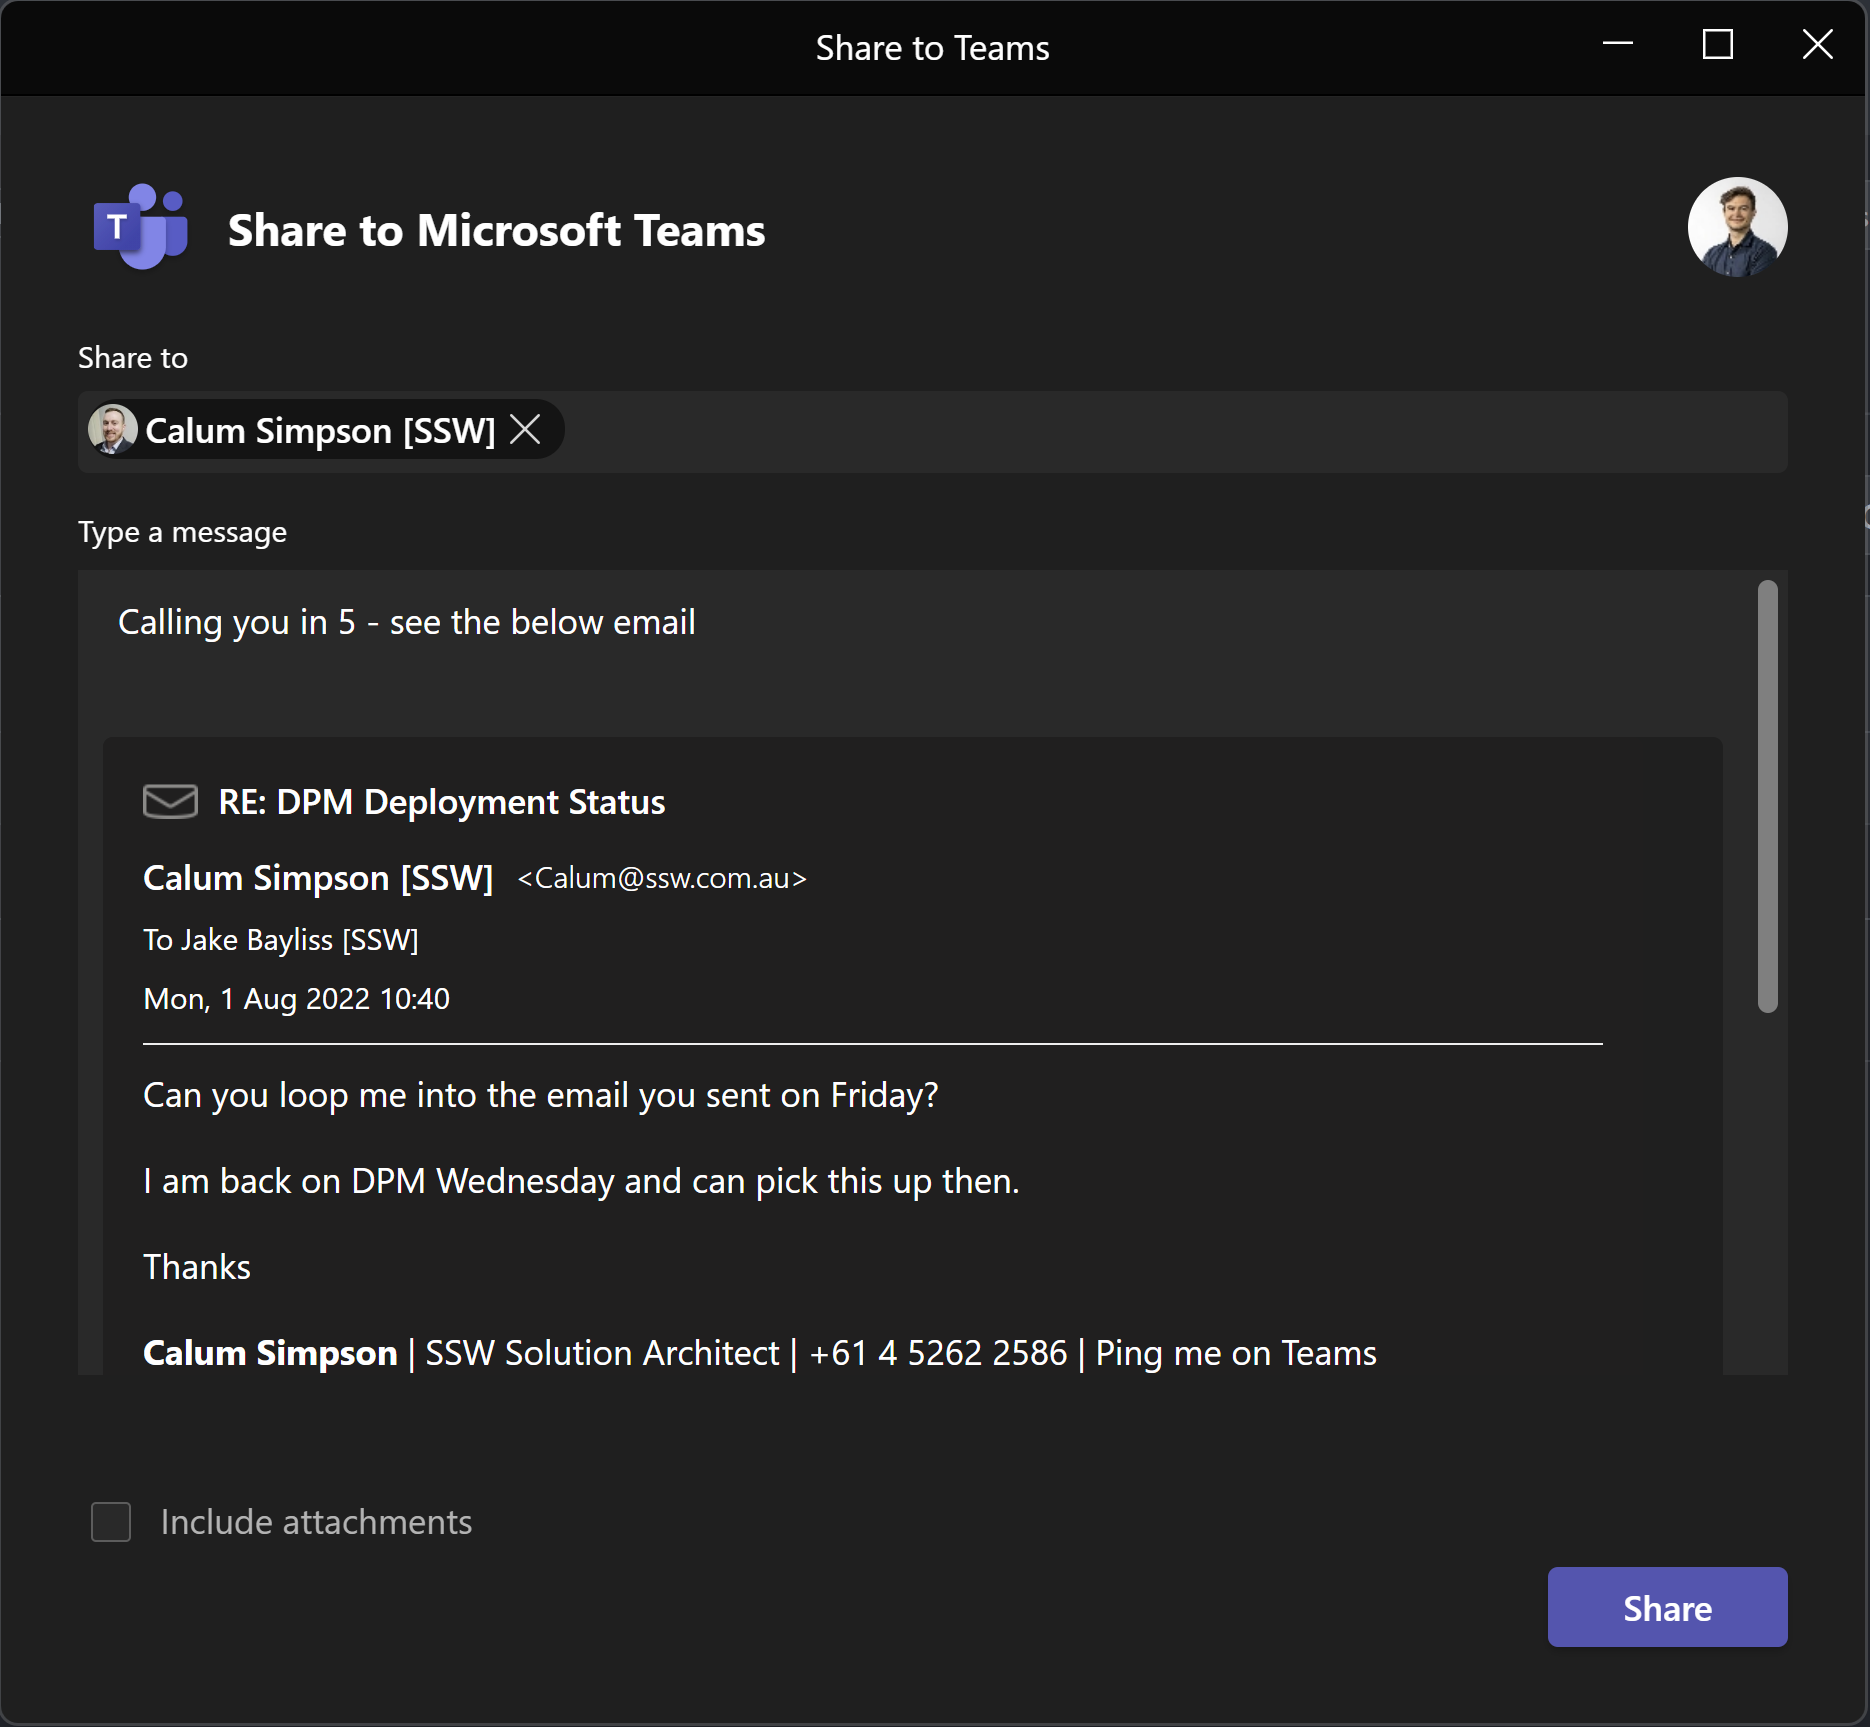 Share to Teams
T
Share to Microsoft Teams
Share to
Calum Simpson [SSW]
Type a message
Calling you in 5 - see the below email
RE: DPM Deployment Status
Calum Simpson [SSW] <Calum@ssw.com.au>
To Jake Bayliss [SSW]
Mon, 1 Aug 2022 10:40
Can you loop me into the email you sent on Friday?
I am back on DPM Wednesday and can pick this up then.
Thanks
Calum Simpson | SSW Solution Architect | +61 4 5262 2586 | Ping me on Teams
Include attachments
Share